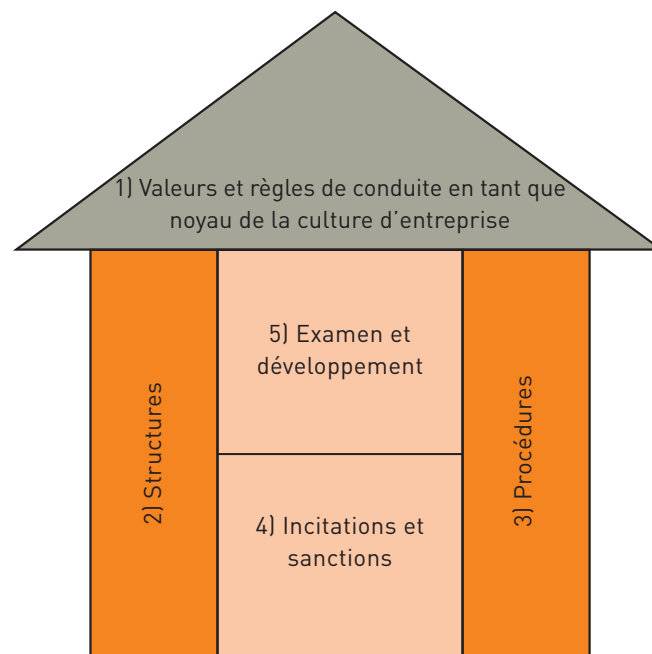 1) Valeurs et règles de conduite en tant que
noyau de la culture d’entreprise
2) Structures
5) Examen et
développement
4) Incitations et
sanctions
3) Procédures